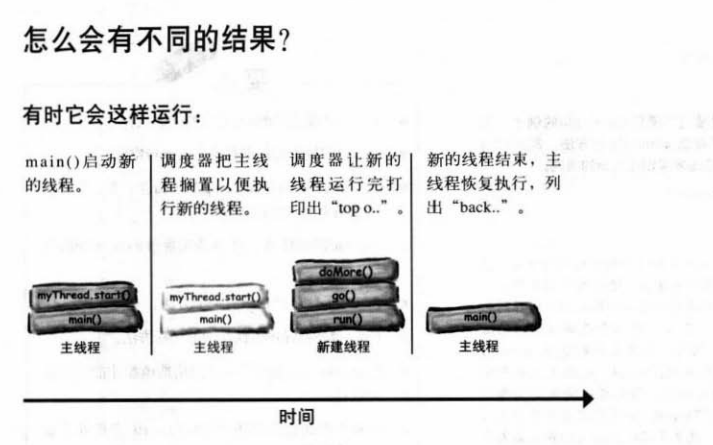 怎么会有不同的结果?
有时它会这样运行:
main()启动新
的线程。
调度器把主线
程搁置以便执
行新的线程。
调度器让新的
线程运行完打
印出“top o..”。
新的线程结束,主
线程恢复执行,列
出“back..”。
myThread.start()
main()
主线程
myThread.start()
main()
主线程
doMore()
go()
run()
新建线程
main()
主线程
时间